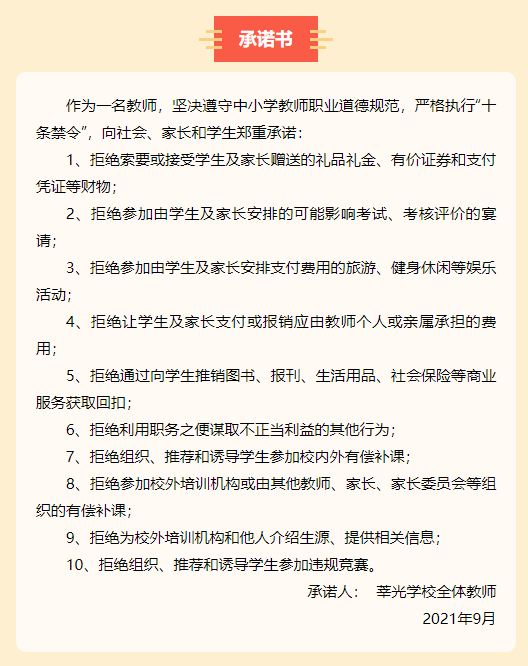 承诺书
作为一名教师，坚决遵守中小学教师职业道德规范，严格执行“十
条禁令”，向社会、家长和学生郑重承诺：
1、拒绝索要或接受学生及家长赠送的礼品礼金、有价证券和支付
凭证等财物；
2、拒绝参加由学生及家长安排的可能影响考试、考核评价的宴
请；
3、拒绝参加由学生及家长安排支付费用的旅游、健身休闲等娱乐
活动；
4、拒绝让学生及家长支付或报销应由教师个人或亲属承担的费
用；
5、拒绝通过向学生推销图书、报刊、生活用品、社会保险等商业
服务获取回扣；
6、拒绝利用职务之便谋取不正当利益的其他行为；
7、拒绝组织、推荐和诱导学生参加校内外有偿补课；
8、拒绝参加校外培训机构或由其他教师、家长、家长委员会等组
织的有偿补课；
9、拒绝为校外培训机构和他人介绍生源、提供相关信息；
10、拒绝组织、推荐和诱导学生参加违规竞赛。
承诺人： 莘光学校全体教师
2021年9月